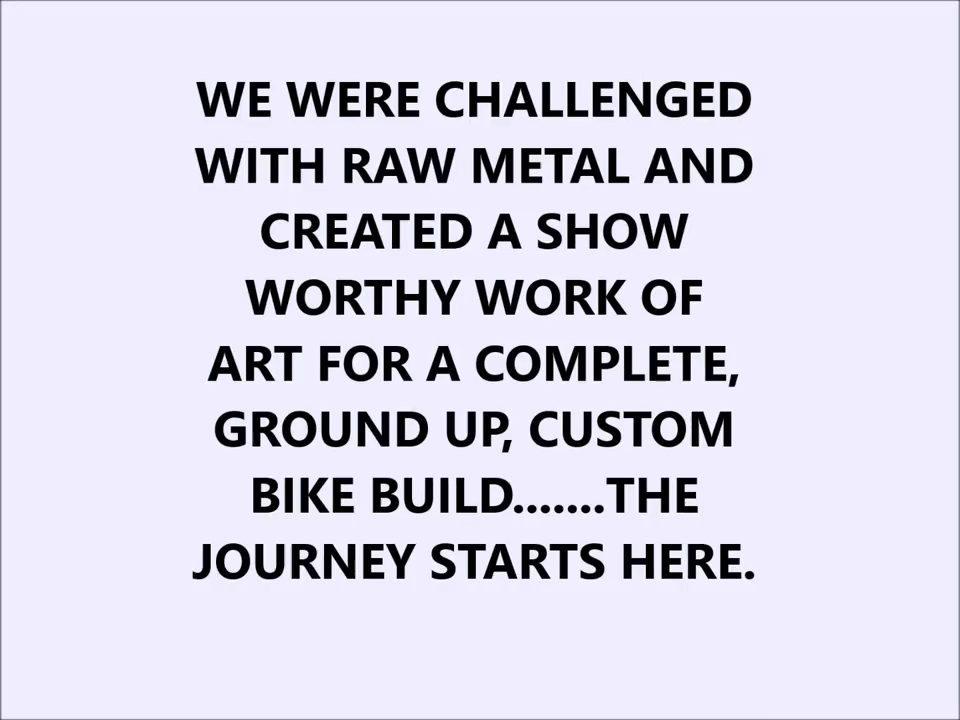 WE WERE CHALLENGED
WITH RAW METAL AND
CREATED A SHOW
WORTHY WORK OF
ART FOR A COMPLETE,
GROUND UP, CUSTOM
BIKE BUILD.......THE
JOURNEY STARTS HERE.